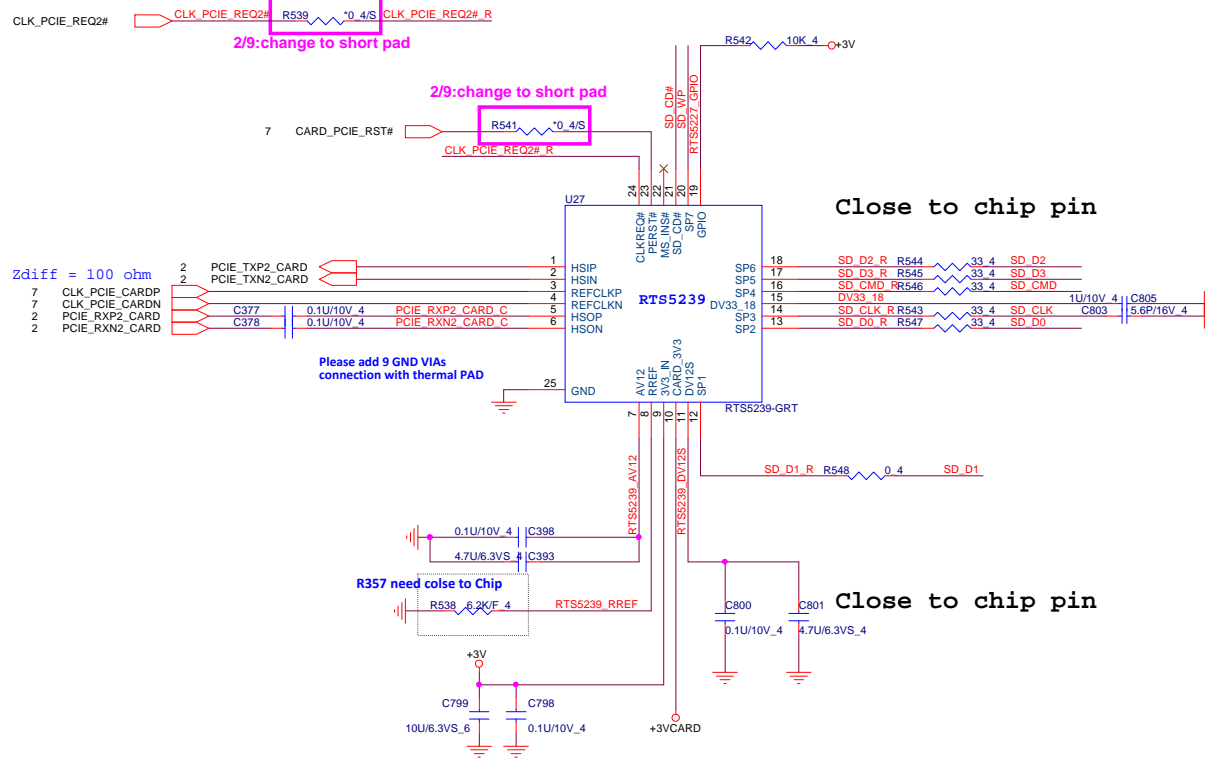 CLK_PCIE_REQ2# CLK_PCIE_REQ2# R539 *0_4/S CLK_PCIE_REQ2#_R
2/9:change to short pad
R542 10K_4 +3V
SD_CD#
SD_WP
RTS5227_GPIO
2/9:change to short pad
7 CARD_PCIE_RST# R541 *0_4/S
CLK_PCIE_REQ2#_R
24 23 22 21 20 19
U27
CLKREQ#
PERST#
MS_INS#
SD_CD#
SP7
GPIO
Close to chip pin
Zdiff = 100 ohm
2 PCIE_TXP2_CARD 1 HSIP
2 PCIE_TXN2_CARD 2 HSIN
7 CLK_PCIE_CARDP 3 REFCLKP
7 CLK_PCIE_CARDN 4 REFCLKN
2 PCIE_RXP2_CARD C377 0.1U/10V_4 PCIE_RXP2_CARD_C 5 HSOP
2 PCIE_RXN2_CARD C378 0.1U/10V_4 PCIE_RXN2_CARD_C 6 HSON
RTS5239
SP6 18 SD_D2_R R544 33_4 SD_D2
SP5 17 SD_D3_R R545 33_4 SD_D3
SP4 16 SD_CMD_R R546 33_4 SD_CMD
DV33_18 15 DV33_18 1U/10V_4 C805
SP3 14 SD_CLK_R R543 33_4 SD_CLK C803 5.6P/16V_4
SP2 13 SD_D0_R R547 33_4 SD_D0
Please add 9 GND VIAs
connection with thermal PAD
25 GND
AV12
RREF
3V3_IN
CARD_3V3
DV12S
SP1
RTS5239-GRT
7 8 9 10 11 12
RTS5239_AV12
RTS5239_DV12S
SD_D1_R R548 0_4 SD_D1
0.1U/10V_4 C398
4.7U/6.3VS_4 C393
R357 need colse to Chip
R538 6.2K/F_4 RTS5239_RREF
C800 C801
0.1U/10V_4 4.7U/6.3VS_4
Close to chip pin
+3V
C799 C798
10U/6.3VS_6 0.1U/10V_4
+3VCARD